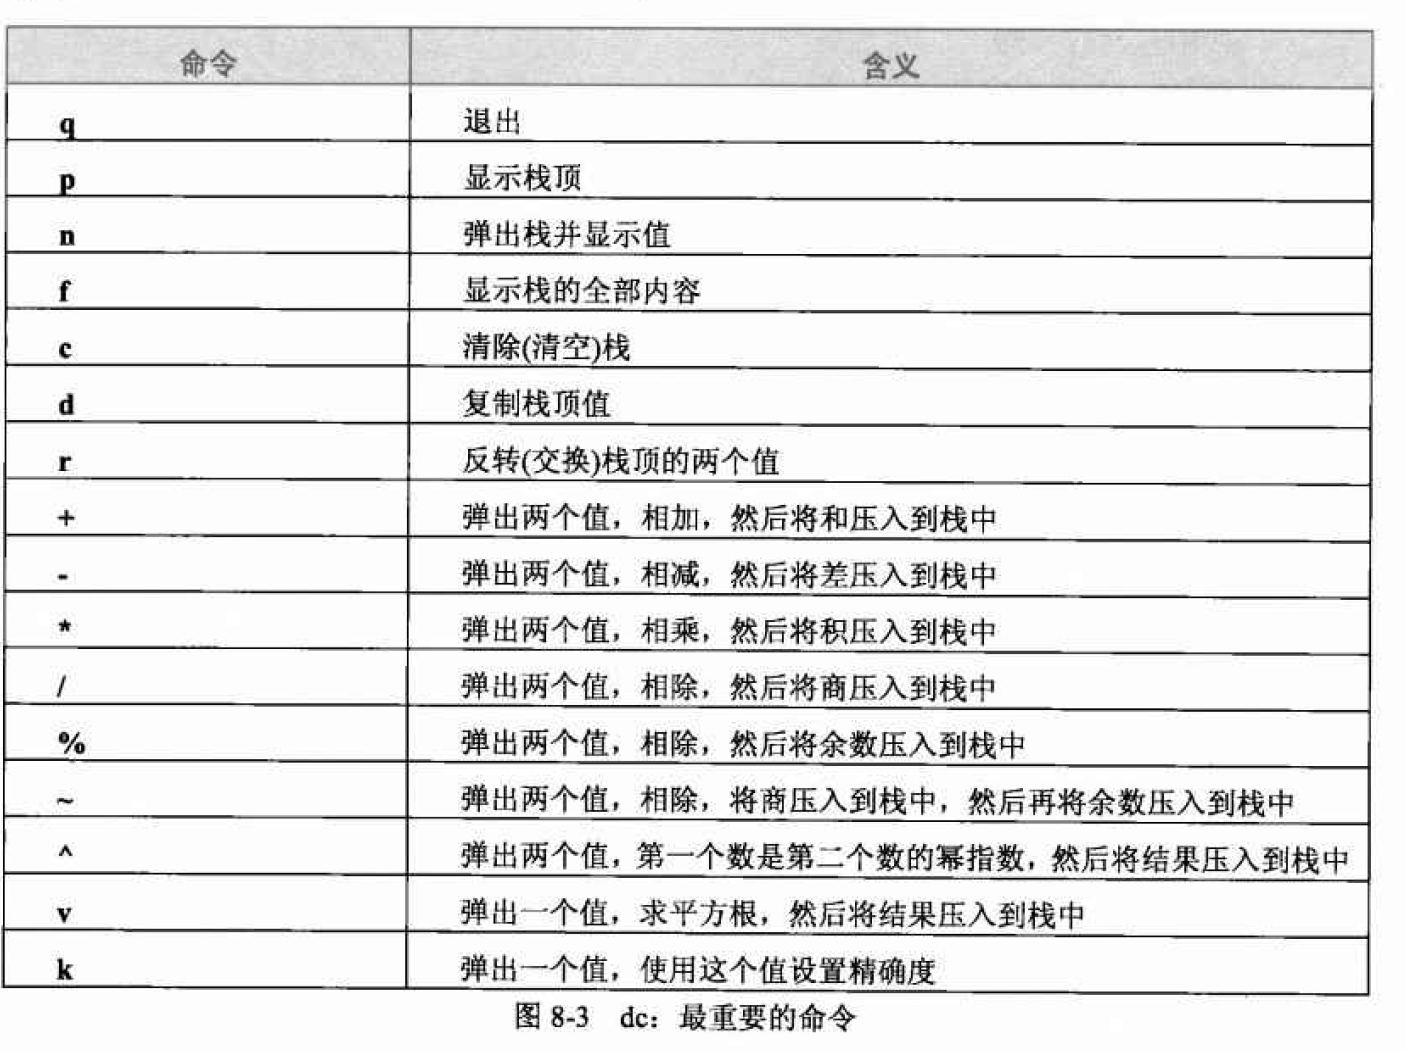 命令 含义
q 退出
p 显示栈顶
n 弹出栈并显示值
f 显示栈的全部内容
c 清除(清空)栈
d 复制栈顶值
r 反转(交换)栈顶的两个值
+ 弹出两个值，相加，然后将和压入到栈中
- 弹出两个值，相减，然后将差压入到栈中
* 弹出两个值，相乘，然后将积压入到栈中
/ 弹出两个值，相除，然后将商压入到栈中
% 弹出两个值，相除，然后将余数压入到栈中
~ 弹出两个值，相除，将商压入到栈中，然后再将余数压入到栈中
^ 弹出两个值，第一个数是第二个数的幂指数，然后将结果压入到栈中
v 弹出一个值，求平方根，然后将结果压入到栈中
k 弹出一个值，使用这个值设置精确度
图 8-3 dc：最重要的命令